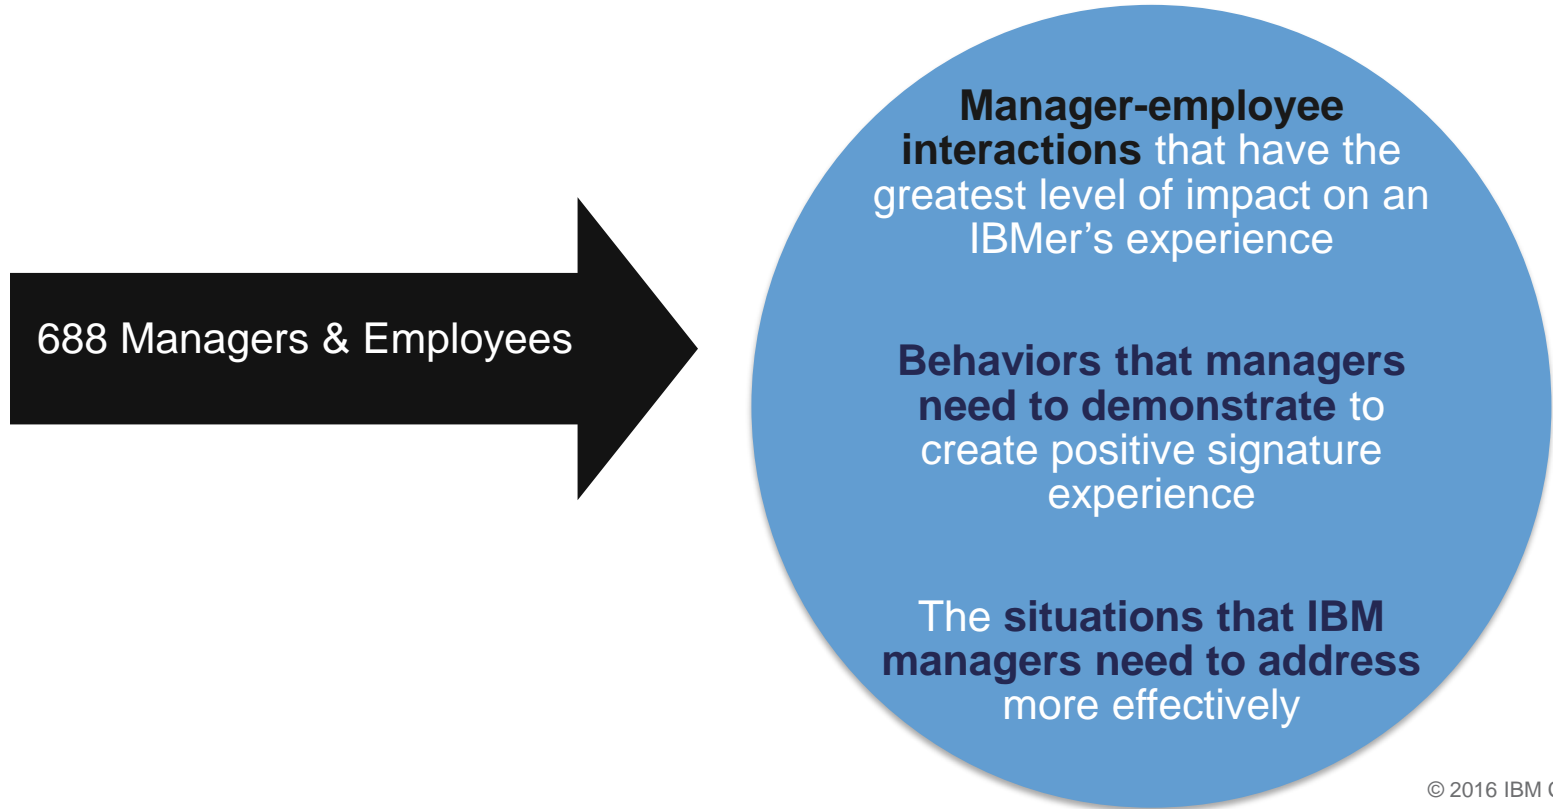 688 Managers & Employees
Manager-employee
interactions that have the
greatest level of impact on an
IBMer’s experience
Behaviors that managers
need to demonstrate to
create positive signature
experience
The situations that IBM
managers need to address
more effectively
© 2016 IBM